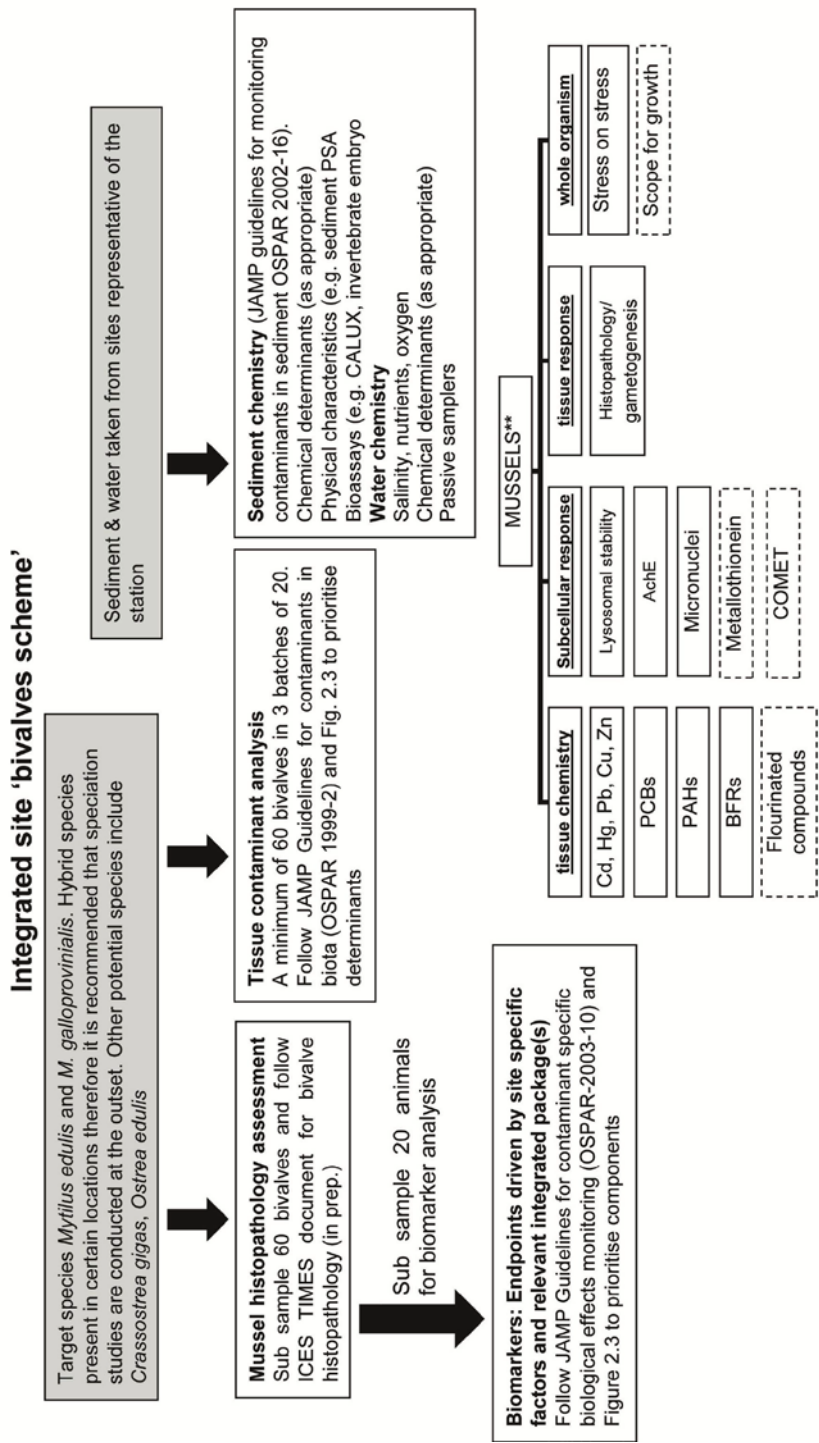 Integrated site ‘bivalves scheme’
Target species Mytilus edulis and M. galloprovinialis. Hybrid species
present in certain locations therefore it is recommended that speciation
studies are conducted at the outset. Other potential species include
Crassostrea gigas, Ostrea edulis
Sediment & water taken from sites representative of the
station
Mussel histopathology assessment
Sub sample 60 bivalves and follow
ICES TIMES document for bivalve
histopathology (in prep.)
Tissue contaminant analysis
A minimum of 60 bivalves in 3 batches of 20.
Follow JAMP Guidelines for contaminants in
biota (OSPAR 1999-2) and Fig. 2.3 to prioritise
determinants
Sediment chemistry (JAMP guidelines for monitoring
contaminants in sediment OSPAR 2002-16).
Chemical determinants (as appropriate)
Physical characteristics (e.g. sediment PSA
Bioassays (e.g. CALUX, invertebrate embryo
Water chemistry
Salinity, nutrients, oxygen
Chemical determinants (as appropriate)
Passive samplers
Sub sample 20 animals
for biomarker analysis
Biomarkers: Endpoints driven by site specific
factors and relevant integrated package(s)
Follow JAMP Guidelines for contaminant specific
biological effects monitoring (OSPAR-2003-10) and
Figure 2.3 to prioritise components
MUSSELS**
tissue chemistry
Cd, Hg, Pb, Cu, Zn
PCBs
PAHs
BFRs
Flourinated
compounds
Subcellular response
Lysosomal stability
AchE
Micronuclei
Metallothionein
COMET
tissue response
Histopathology/
gametogenesis
whole organism
Stress on stress
Scope for growth